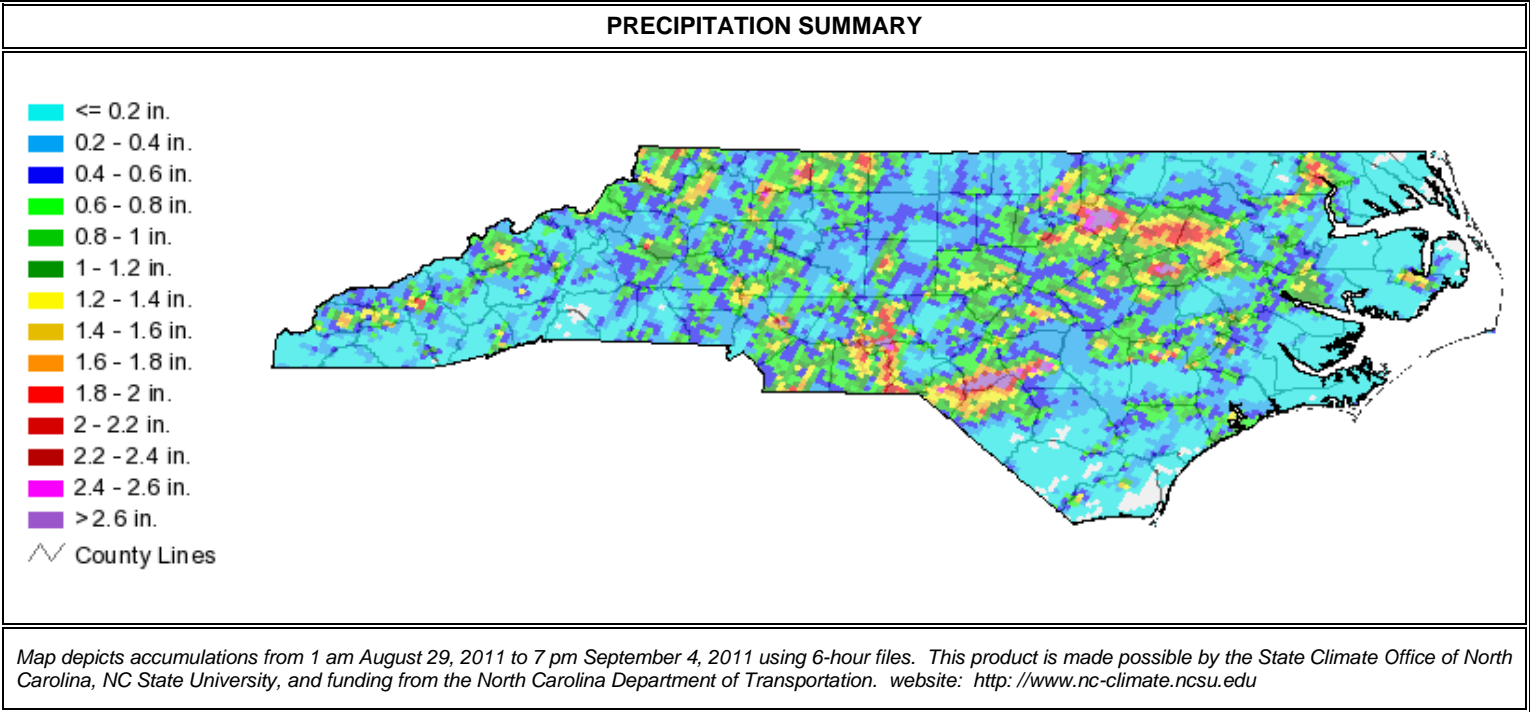 PRECIPITATION SUMMARY
<= 0.2 in.
0.2 - 0.4 in.
0.4 - 0.6 in.
0.6 - 0.8 in.
0.8 - 1 in.
1 - 1.2 in.
1.2 - 1.4 in.
1.4 - 1.6 in.
1.6 - 1.8 in.
1.8 - 2 in.
2 - 2.2 in.
2.2 - 2.4 in.
2.4 - 2.6 in.
> 2.6 in.
County Lines
Map depicts accumulations from 1 am August 29, 2011 to 7 pm September 4, 2011 using 6-hour files.  This product is made possible by the State Climate Office of North
Carolina, NC State University, and funding from the North Carolina Department of Transportation.  website:  http: //www.nc-climate.ncsu.edu